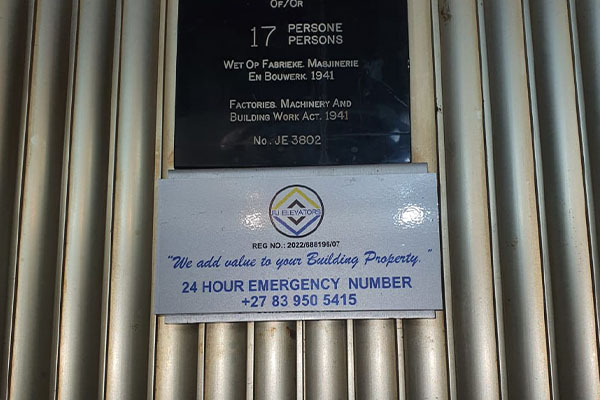 OF/OR
17 PERSONE
PERSONS
WET OP FABRIEKE. MASJINERIE
EN BOUWERK. 1941
FACTORIES. MACHINERY AND
BUILDING WORK ACT. 1941
No. JE 3802
ELEVATORS
REG NO.: 2022/688196/07
"We add value to your Building Property."
24 HOUR EMERGENCY NUMBER
+27 83 950 5415